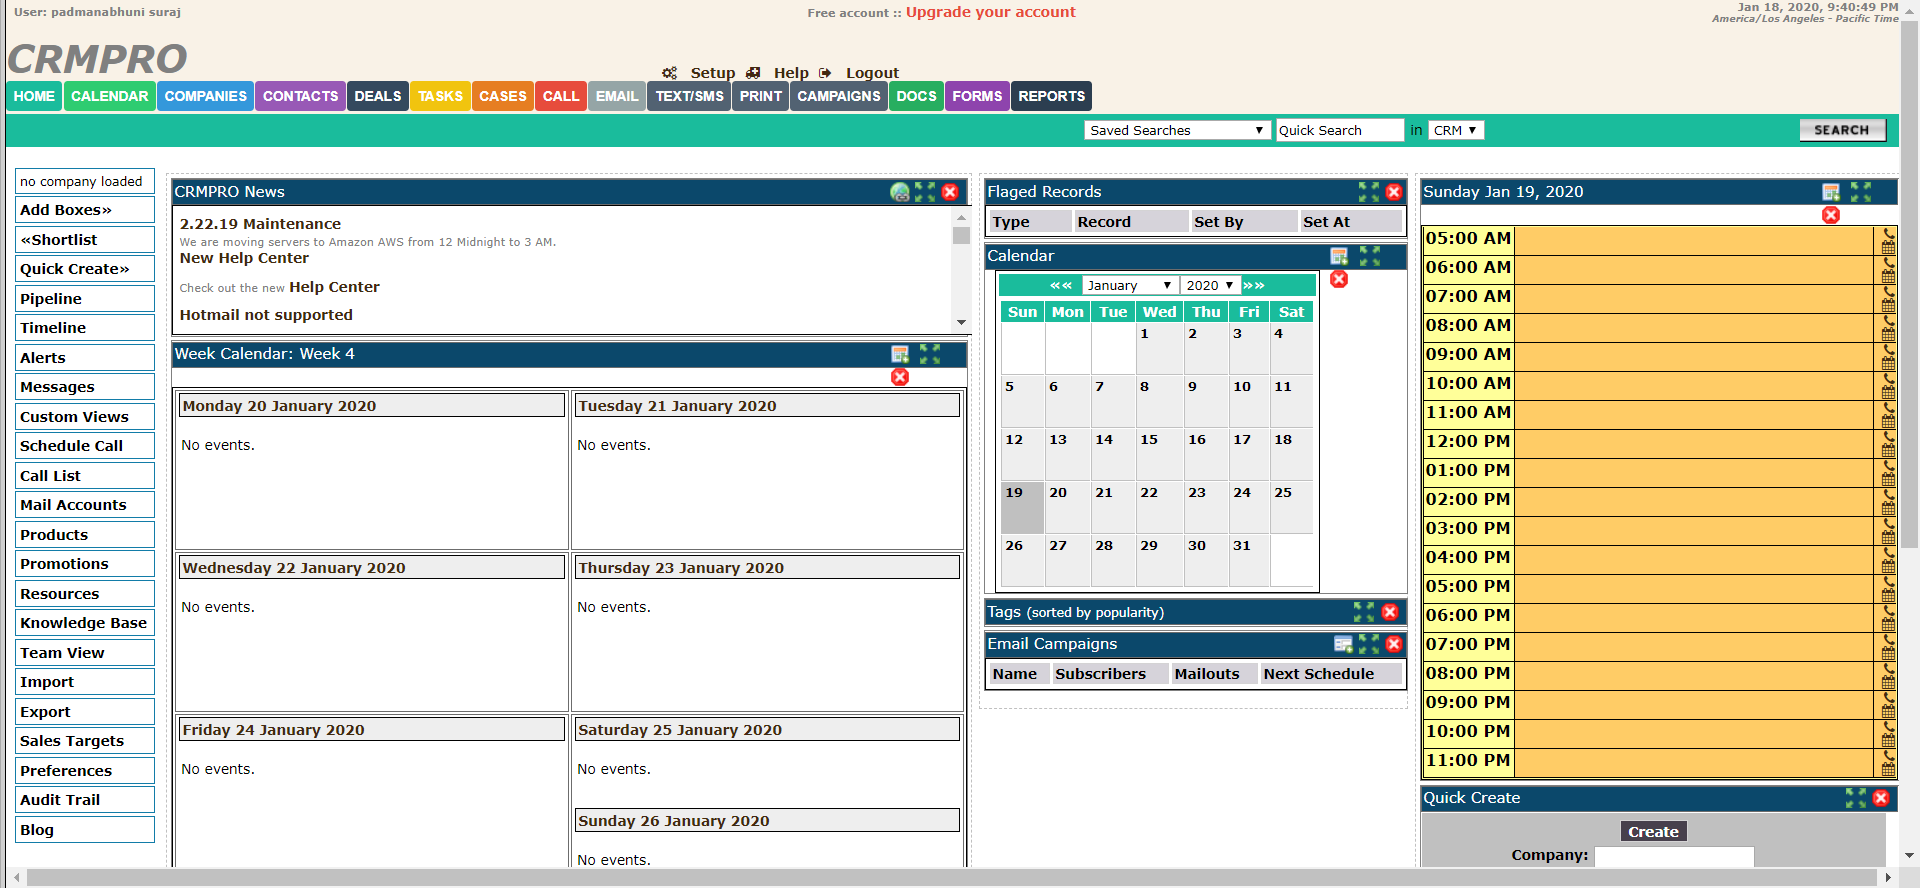 User: padmanabhuni suraj
Free account :: Upgrade your account
Jan 18, 2020, 9:40:49 PM
America/Los Angeles - Pacific Time
CRMPRO
Setup Help Logout
HOME CALENDAR COMPANIES CONTACTS DEALS TASKS CASES CALL EMAIL TEXT/SMS PRINT CAMPAIGNS DOCS FORMS REPORTS
Saved Searches Quick Search in CRM SEARCH
no company loaded
Add Boxes»
«Shortlist
Quick Create»
Pipeline
Timeline
Alerts
Messages
Custom Views
Schedule Call
Call List
Mail Accounts
Products
Promotions
Resources
Knowledge Base
Team View
Import
Export
Sales Targets
Preferences
Audit Trail
Blog
CRMPRO News
2.22.19 Maintenance
We are moving servers to Amazon AWS from 12 Midnight to 3 AM.
New Help Center
Check out the new Help Center
Hotmail not supported
Week Calendar: Week 4
Monday 20 January 2020
No events.
Tuesday 21 January 2020
No events.
Wednesday 22 January 2020
No events.
Thursday 23 January 2020
No events.
Friday 24 January 2020
No events.
Saturday 25 January 2020
No events.
Sunday 26 January 2020
No events.
Flaged Records
Type Record Set By Set At
Calendar
«« January 2020 »»
Sun Mon Tue Wed Thu Fri Sat
1 2 3 4
5 6 7 8 9 10 11
12 13 14 15 16 17 18
19 20 21 22 23 24 25
26 27 28 29 30 31
Tags (sorted by popularity)
Email Campaigns
Name Subscribers Mailouts Next Schedule
Sunday Jan 19, 2020
05:00 AM
06:00 AM
07:00 AM
08:00 AM
09:00 AM
10:00 AM
11:00 AM
12:00 PM
01:00 PM
02:00 PM
03:00 PM
04:00 PM
05:00 PM
06:00 PM
07:00 PM
08:00 PM
09:00 PM
10:00 PM
11:00 PM
Quick Create
Create
Company: